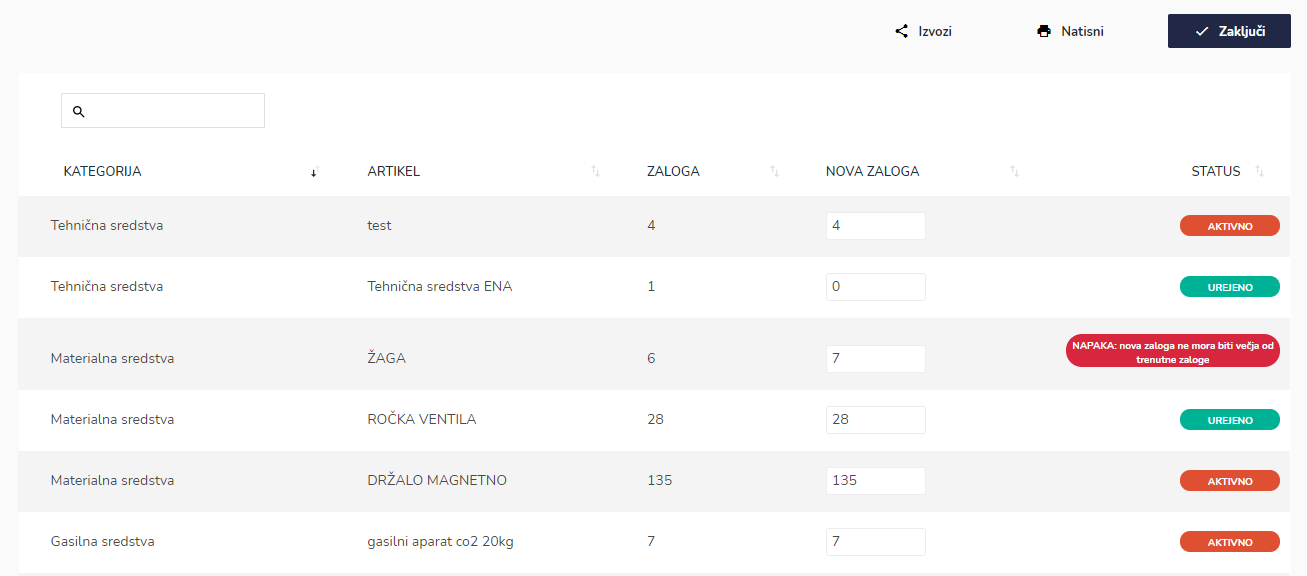 Izvozi Natisni Zaključi
KATEGORIJA ARTIKEL ZALOGA NOVA ZALOGA STATUS
Tehnična sredstva test 4 4 AKTIVNO
Tehnična sredstva Tehnična sredstva ENA 1 0 UREJENO
Materialna sredstva ŽAGA 6 7 NAPAKA: nova zaloga ne mora biti večja od
trenutne zaloge
Materialna sredstva ROČKA VENTILA 28 28 UREJENO
Materialna sredstva DRŽALO MAGNETNO 135 135 AKTIVNO
Gasilna sredstva gasilni aparat co2 20kg 7 7 AKTIVNO